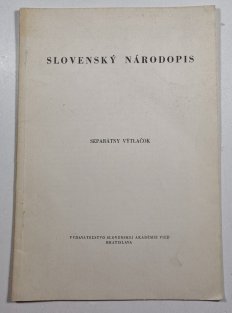 SLOVENSKÝ NÁRODOPIS
SEPARÁTNY VÝTLAČOK
VYDAVATEĽSTVO SLOVENSKEJ AKADÉMIE VIED
BRATISLAVA